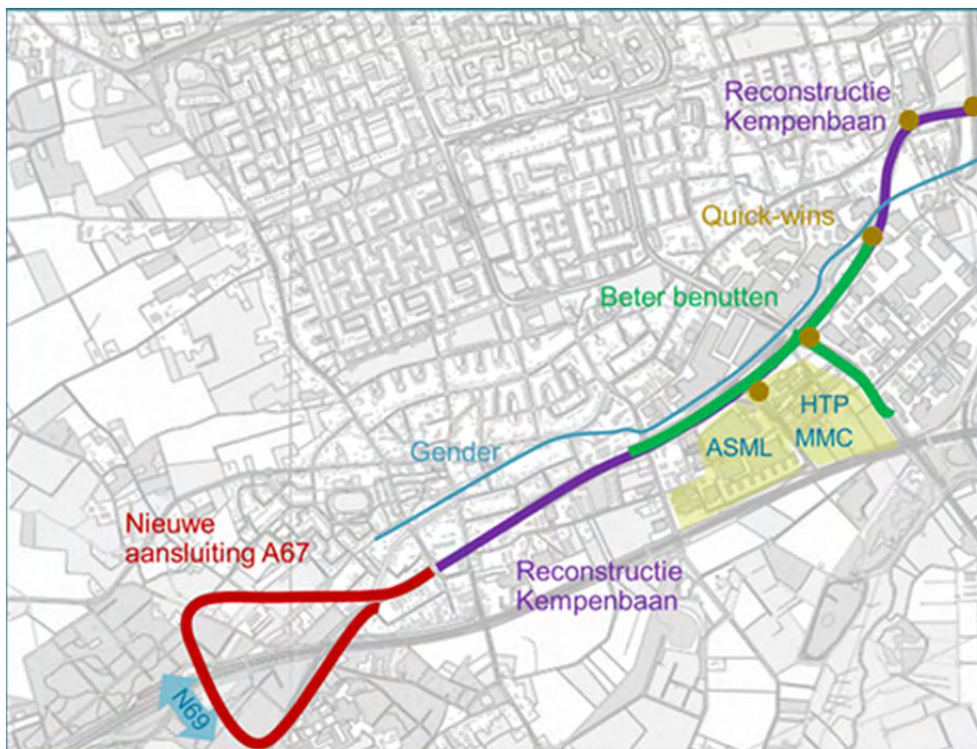 Reconstructie
Kempenbaan
Quick-wins
Beter benutten
HTP
MMC
ASML
Gender
Nieuwe
aansluiting A67
Reconstructie
Kempenbaan
N69